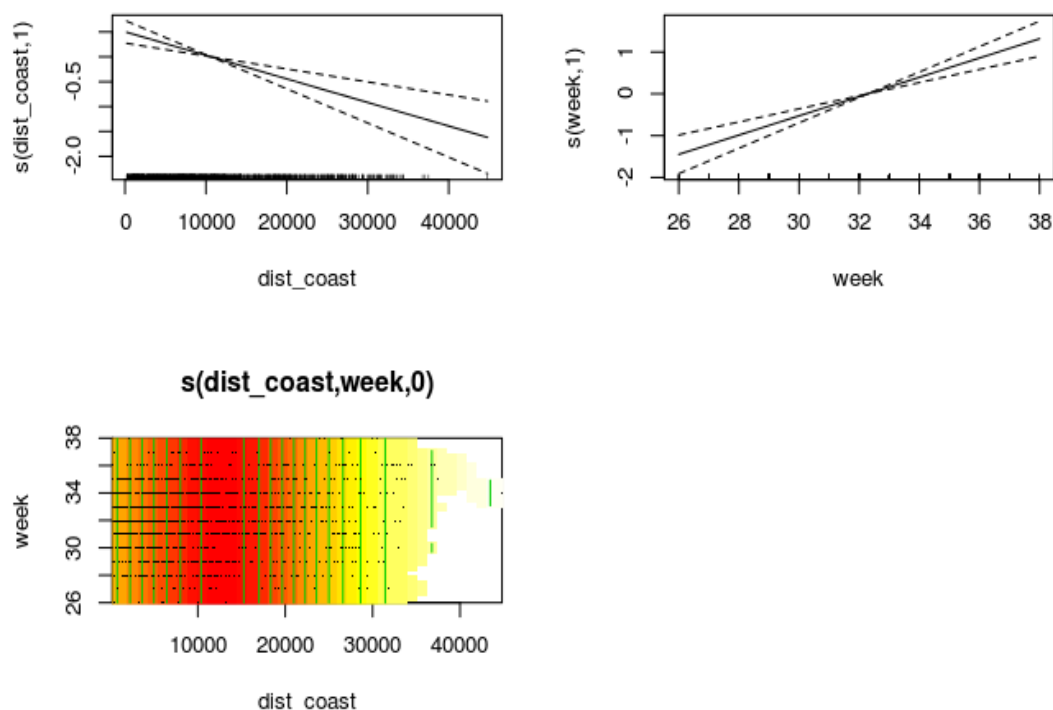 s(dist_coast,1)
-0.5
-2.0
0 10000 20000 30000 40000
dist_coast
s(week,1)
1
0
-1
-2
26 28 30 32 34 36 38
week
s(dist_coast,week,0)
week
38
34
30
26
10000 20000 30000 40000
dist_coast